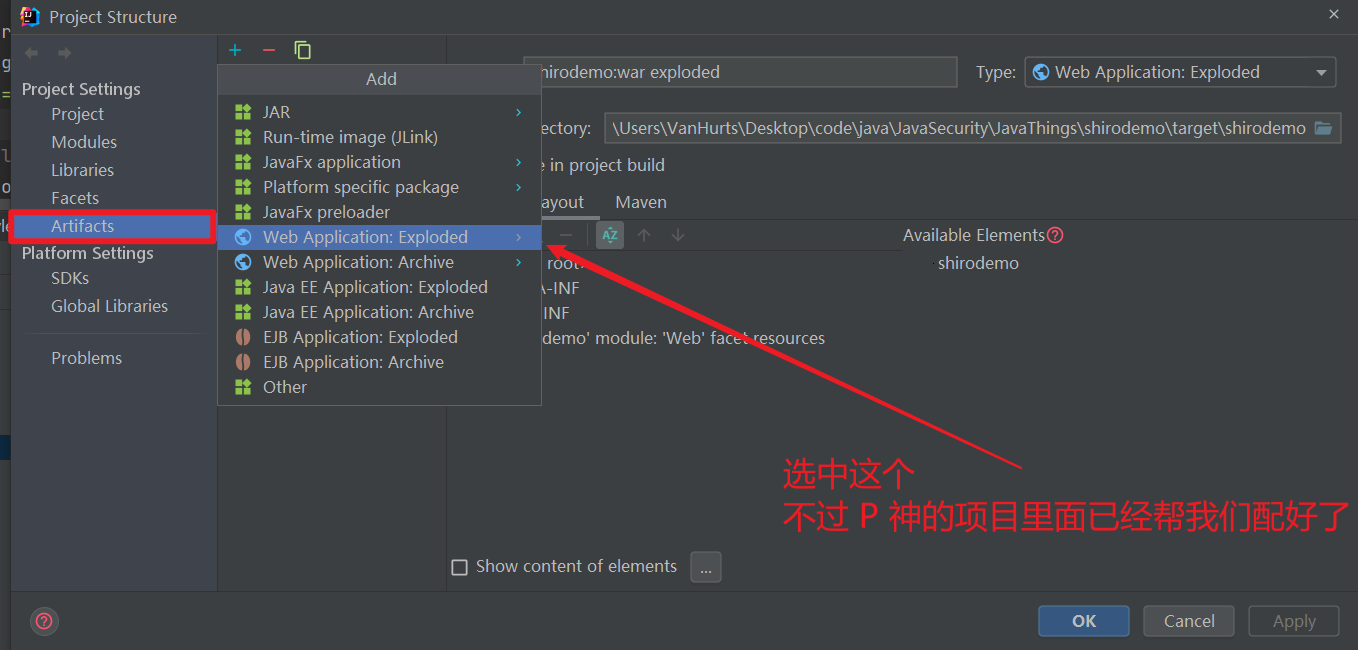 Project Structure
Project Settings
Project
Modules
Libraries
Facets
Artifacts
Platform Settings
SDKs
Global Libraries
Problems
Add
JAR
Run-time image (JLink)
JavaFx application
Platform specific package
JavaFx preloader
Web Application: Exploded
Web Application: Archive
Java EE Application: Exploded
Java EE Application: Archive
EJB Application: Exploded
EJB Application: Archive
Other
hirodemo:war exploded
Type: Web Application: Exploded
ectory: \Users\VanHurts\Desktop\code\java\JavaSecurity\JavaThings\shirodemo\target\shirodemo
e in project build
ayout Maven
AZ
Available Elements
root>
shirodemo
A-INF
INF
demo' module: 'Web' facet resources
选中这个
不过 P 神的项目里面已经帮我们配好了
Show content of elements ...
OK Cancel Apply